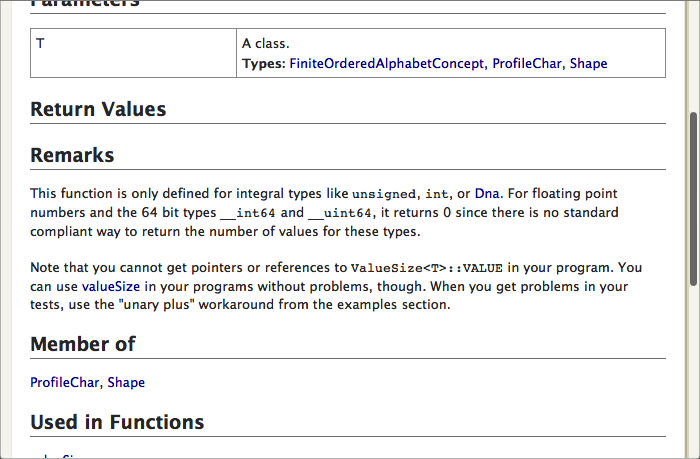 Parameters
T
A class.
Types: FiniteOrderedAlphabetConcept, ProfileChar, Shape
Return Values
Remarks
This function is only defined for integral types like unsigned, int, or Dna. For floating point
numbers and the 64 bit types __int64 and __uint64, it returns 0 since there is no standard
compliant way to return the number of values for these types.
Note that you cannot get pointers or references to ValueSize<T>::VALUE in your program. You
can use valueSize in your programs without problems, though. When you get problems in your
tests, use the "unary plus" workaround from the examples section.
Member of
ProfileChar, Shape
Used in Functions